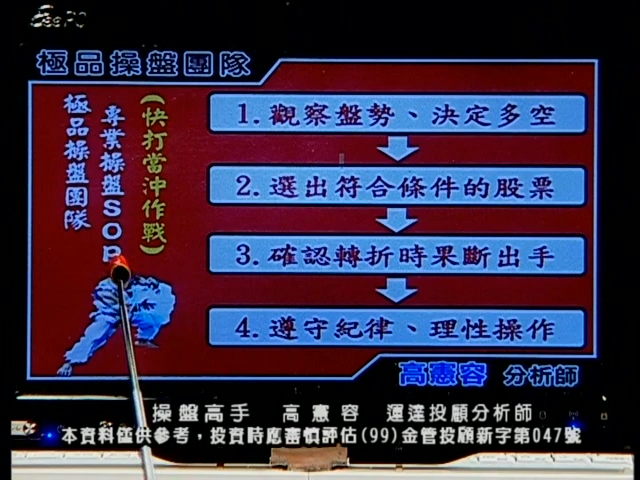 Eee PC
極品操盤團隊
極品操盤團隊
專業操盤SOP
(快打當沖作戰)
1.觀察盤勢、決定多空
2.選出符合條件的股票
3.確認轉折時果斷出手
4.遵守紀律、理性操作
高憲容 分析師
操盤高手 高憲容 運達投顧分析師
本資料僅供參考，投資時應審慎評估(99)金管投顧新字第047號